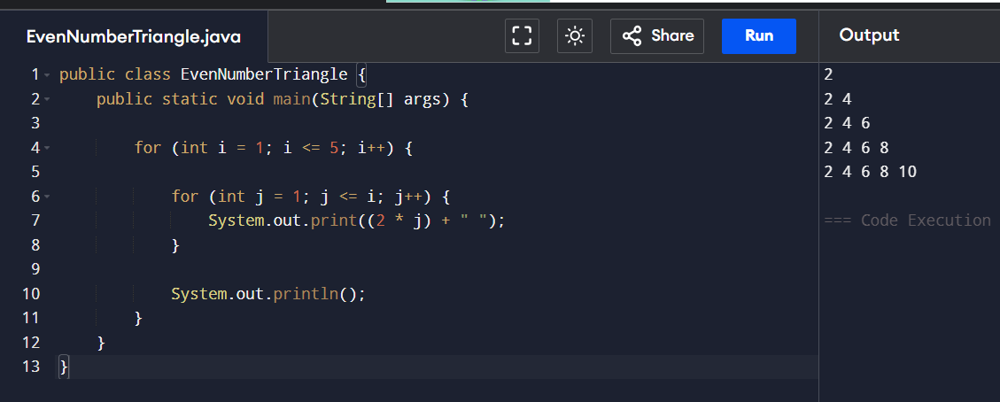 EvenNumberTriangle.java
Share
Run
Output
1 public class EvenNumberTriangle {
2     public static void main(String[] args) {
3
4         for (int i = 1; i <= 5; i++) {
5
6             for (int j = 1; j <= i; j++) {
7                 System.out.print((2 * j) + " ");
8             }
9
10             System.out.println();
11         }
12     }
13 }
2
2 4
2 4 6
2 4 6 8
2 4 6 8 10
=== Code Execution